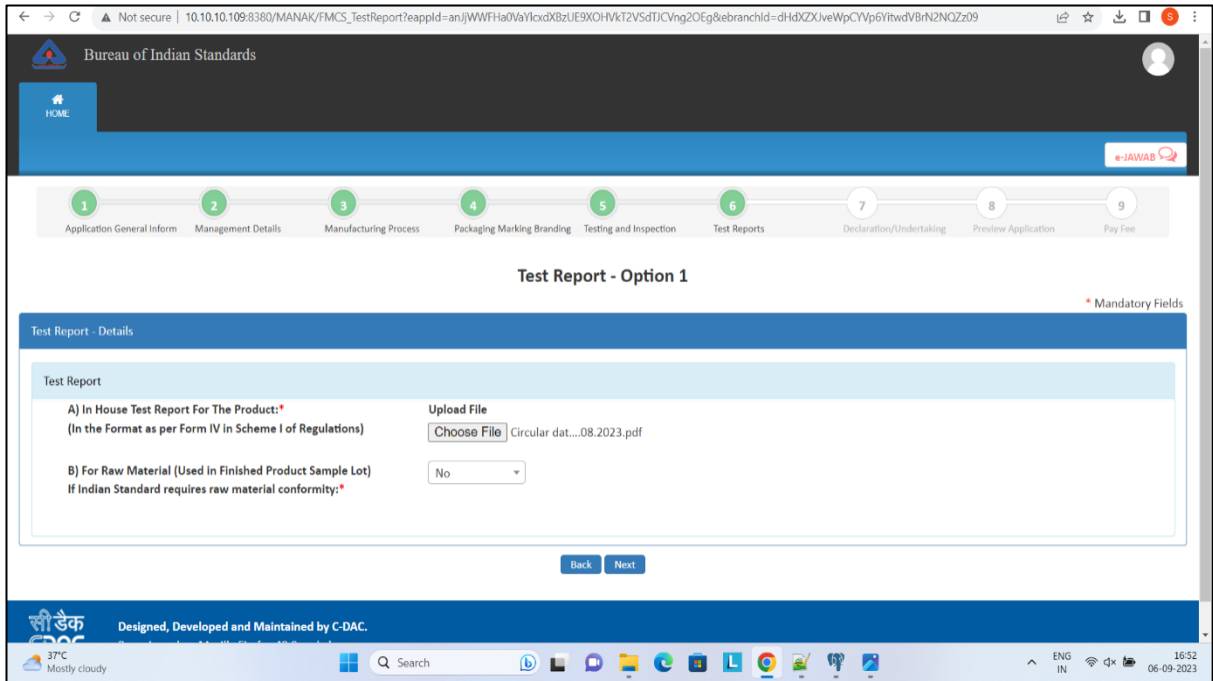 Not secure | 10.10.10.109:8380/MANAK/FMCS_TestReport?eappId=anJjWWFHa0VaYlcxdXBzUE9XOHVkT2VSdTJCVng2OEg&ebranchId=dHdXZXJveWpCYVp6YitwdVBrN2NQZz09
S
Bureau of Indian Standards
HOME
e-JAWAB
1 2 3 4 5 6 7 8 9
Application General Inform Management Details Manufacturing Process Packaging Marking Branding Testing and Inspection Test Reports Declaration/Undertaking Preview Application Pay Fee
Test Report - Option 1
* Mandatory Fields
Test Report - Details
Test Report
A) In House Test Report For The Product:* Upload File
(In the Format as per Form IV in Scheme I of Regulations) Choose File Circular dat....08.2023.pdf
B) For Raw Material (Used in Finished Product Sample Lot) No
If Indian Standard requires raw material conformity:*
Back Next
सी डैक
Designed, Developed and Maintained by C-DAC.
37°C
Mostly cloudy
Search
ENG
IN
16:52
06-09-2023